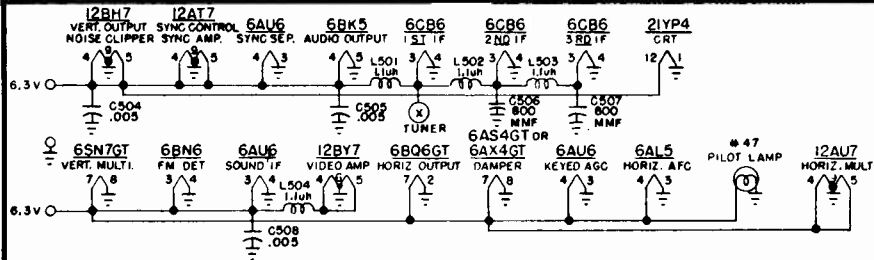 12BH7 12AT7 6AU6 6BK5 6CB6 6CB6 6CB6 21YP4
VERT. OUTPUT SYNC CONTROL SYNC SEP. AUDIO OUTPUT 1 ST IF 2 ND IF 3 RD IF CRT
NOISE CLIPPER SYNC AMP.
4 9 5 4 9 5 4 3 4 5 3 4 3 4 3 4 12 1
L501 1.1uh L502 1.1uh L503 1.1uh
6.3V
C504 .005 C505 .005 X TUNER C506 800 MMF C507 800 MMF
6SN7GT 6BN6 6AU6 12BY7 6BQ6GT 6AS4GT OR 6AX4GT 6AU6 6AL5 #47 12AU7
VERT. MULTI. FM DET SOUND IF VIDEO AMP HORIZ OUTPUT DAMPER KEYED AGC HORIZ. AFC PILOT LAMP HORIZ. MULT
7 8 3 4 3 4 4 5 7 2 7 8 4 3 4 3 4 5
L504 1.1uh
6.3V
C508 .005